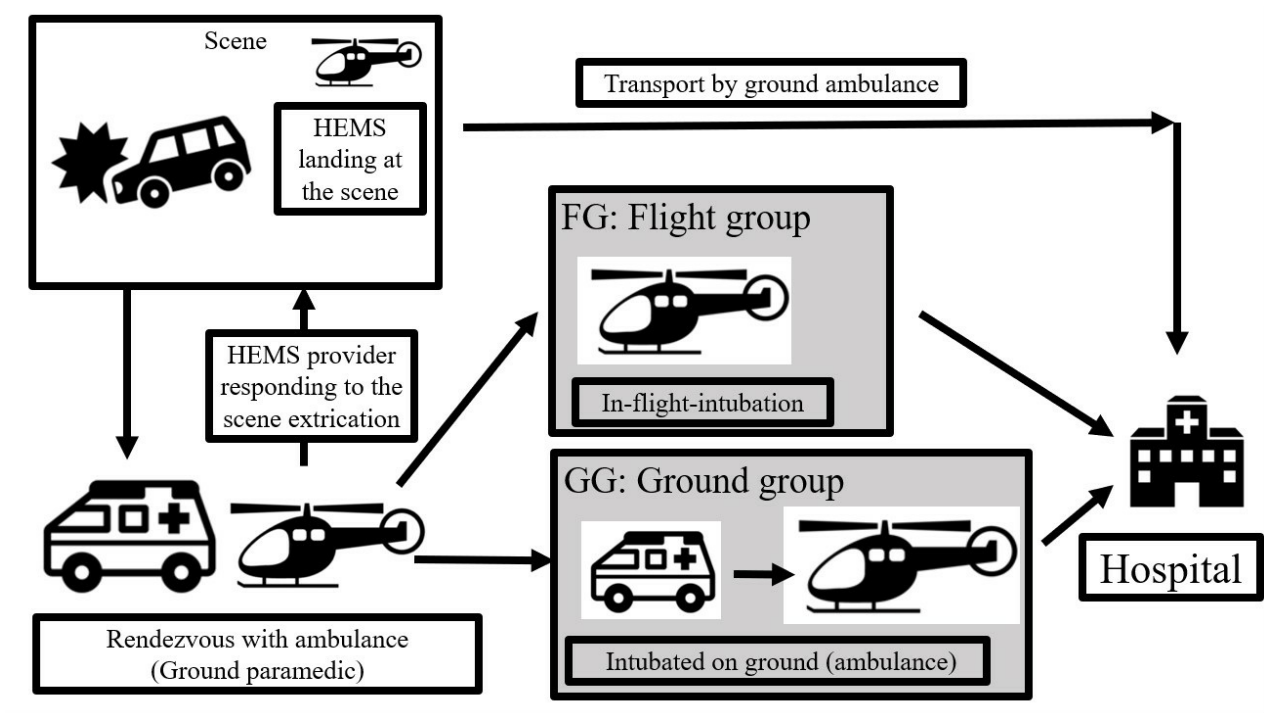 Scene
HEMS
landing at
the scene
Transport by ground ambulance
FG: Flight group
In-flight-intubation
HEMS provider
responding to the
scene extrication
GG: Ground group
Intubated on ground (ambulance)
Rendezvous with ambulance
(Ground paramedic)
Hospital